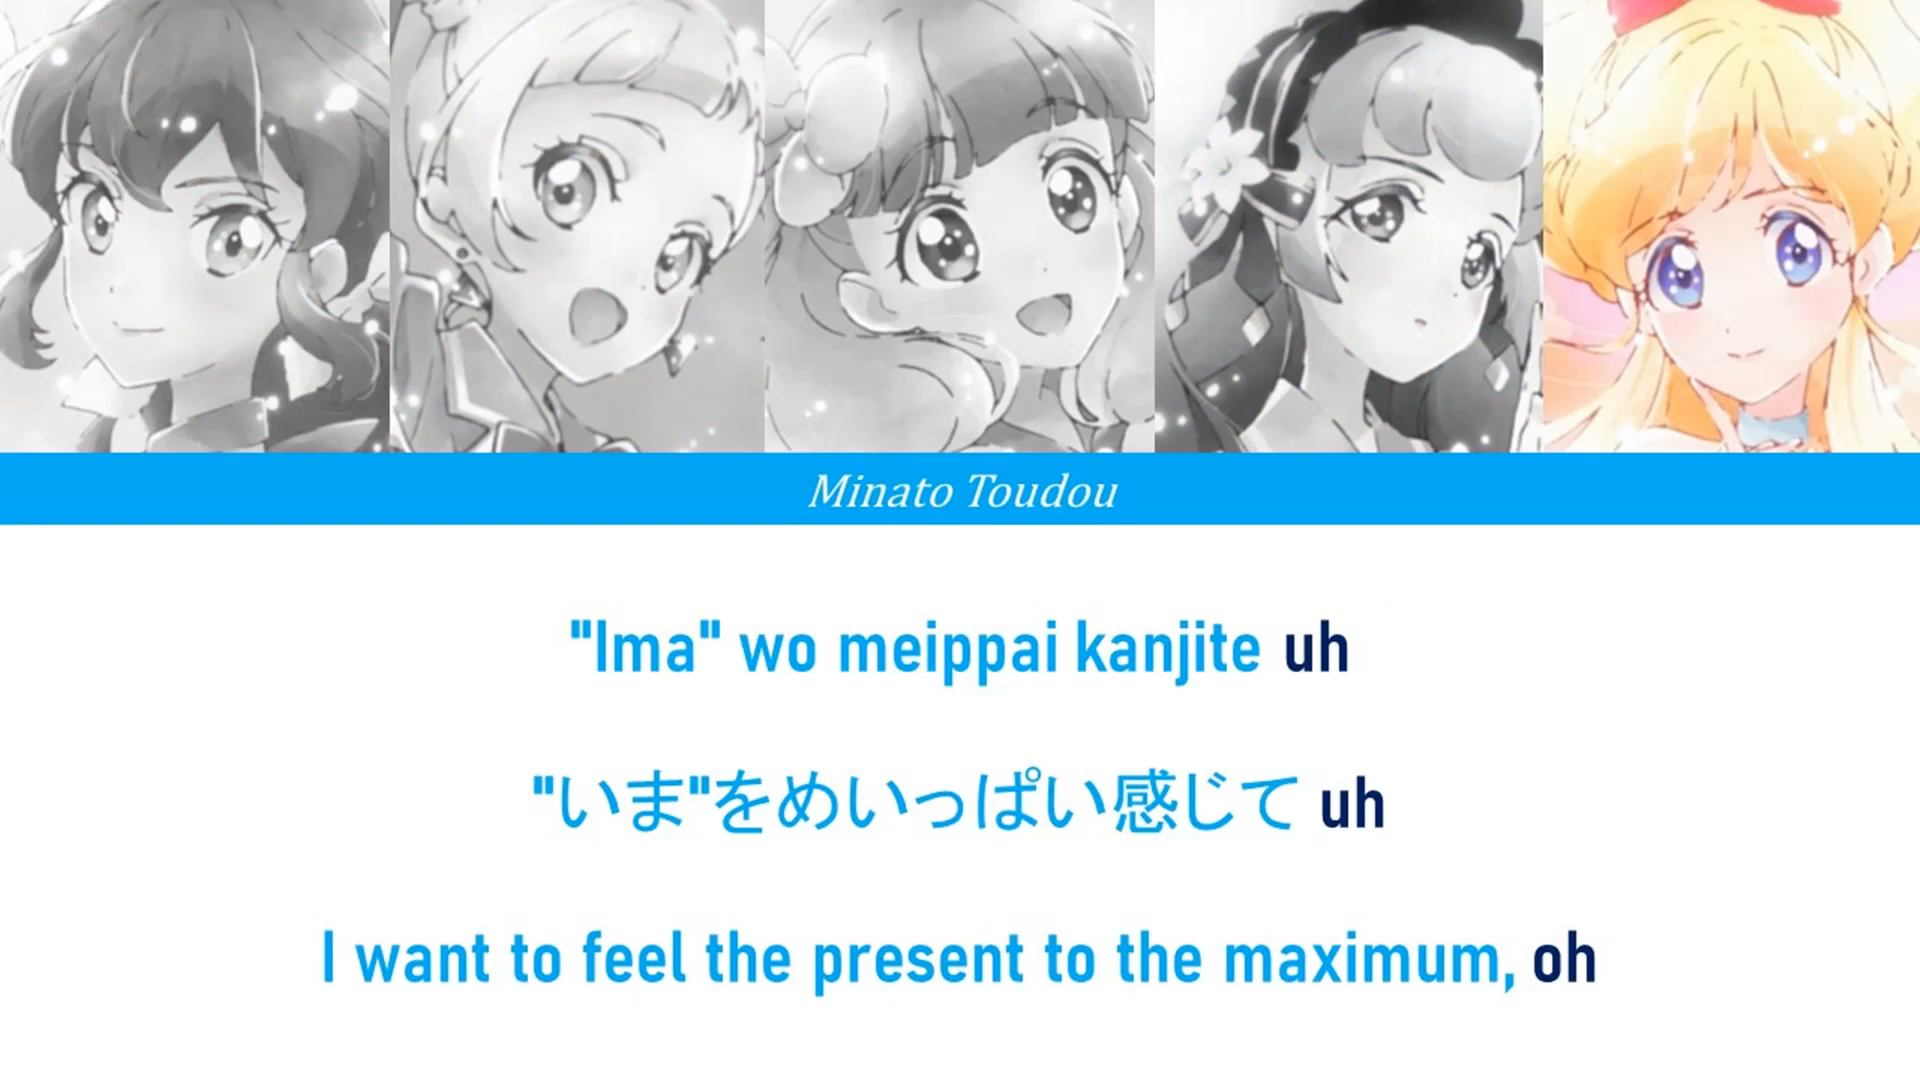 Minato Toudou
"Ima" wo meippai kanjite uh
"いま"をめいっぱい感じて uh
I want to feel the present to the maximum, oh